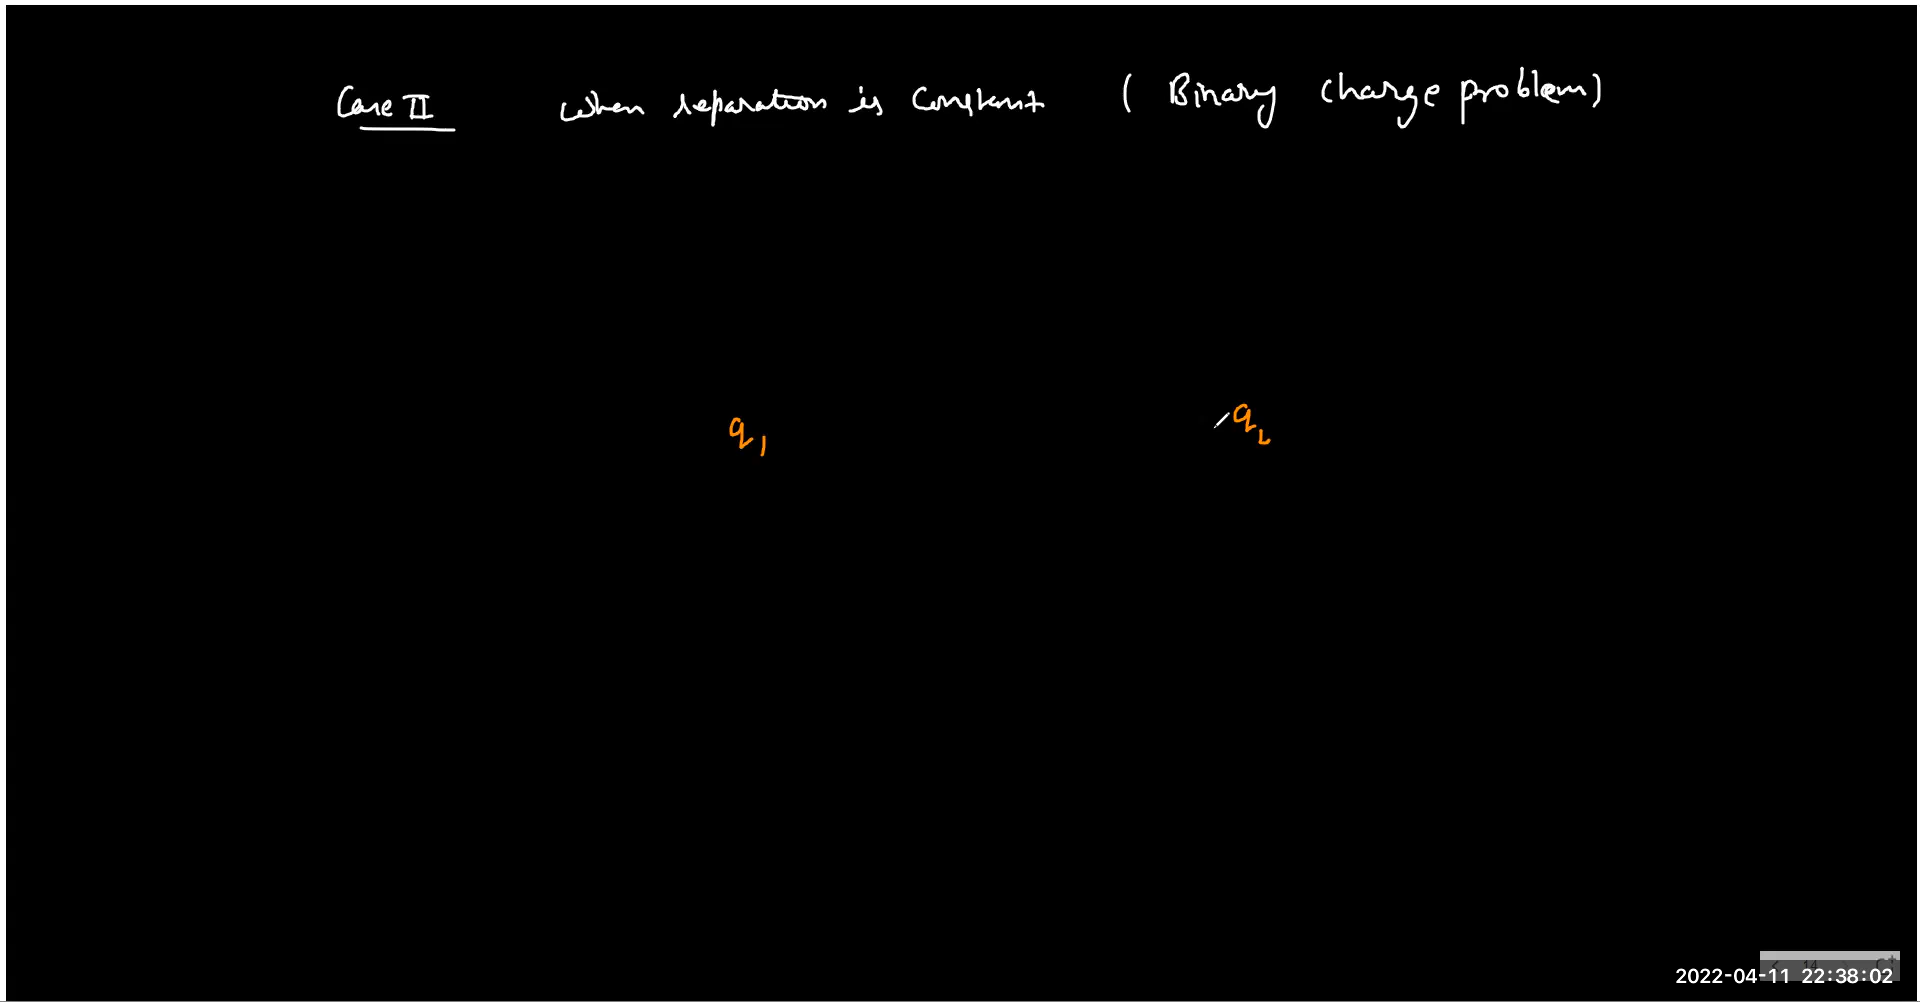 Case II when separation is constant ( Binary charge problem)
q1 q2
2022-04-11 22:38:02